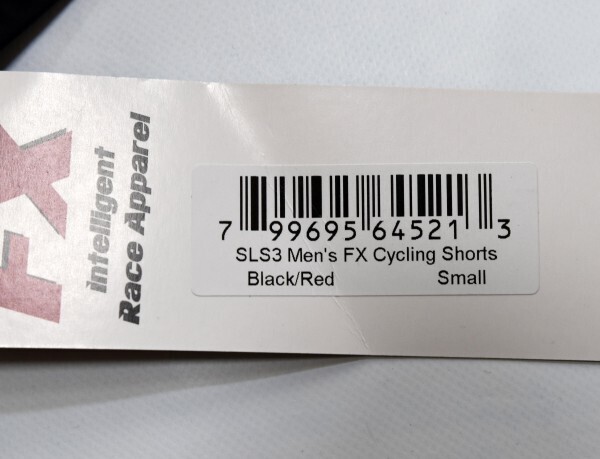 FX
intelligent
Race Apparel
7 99695 64521 3
SLS3 Men's FX Cycling Shorts
Black/Red Small